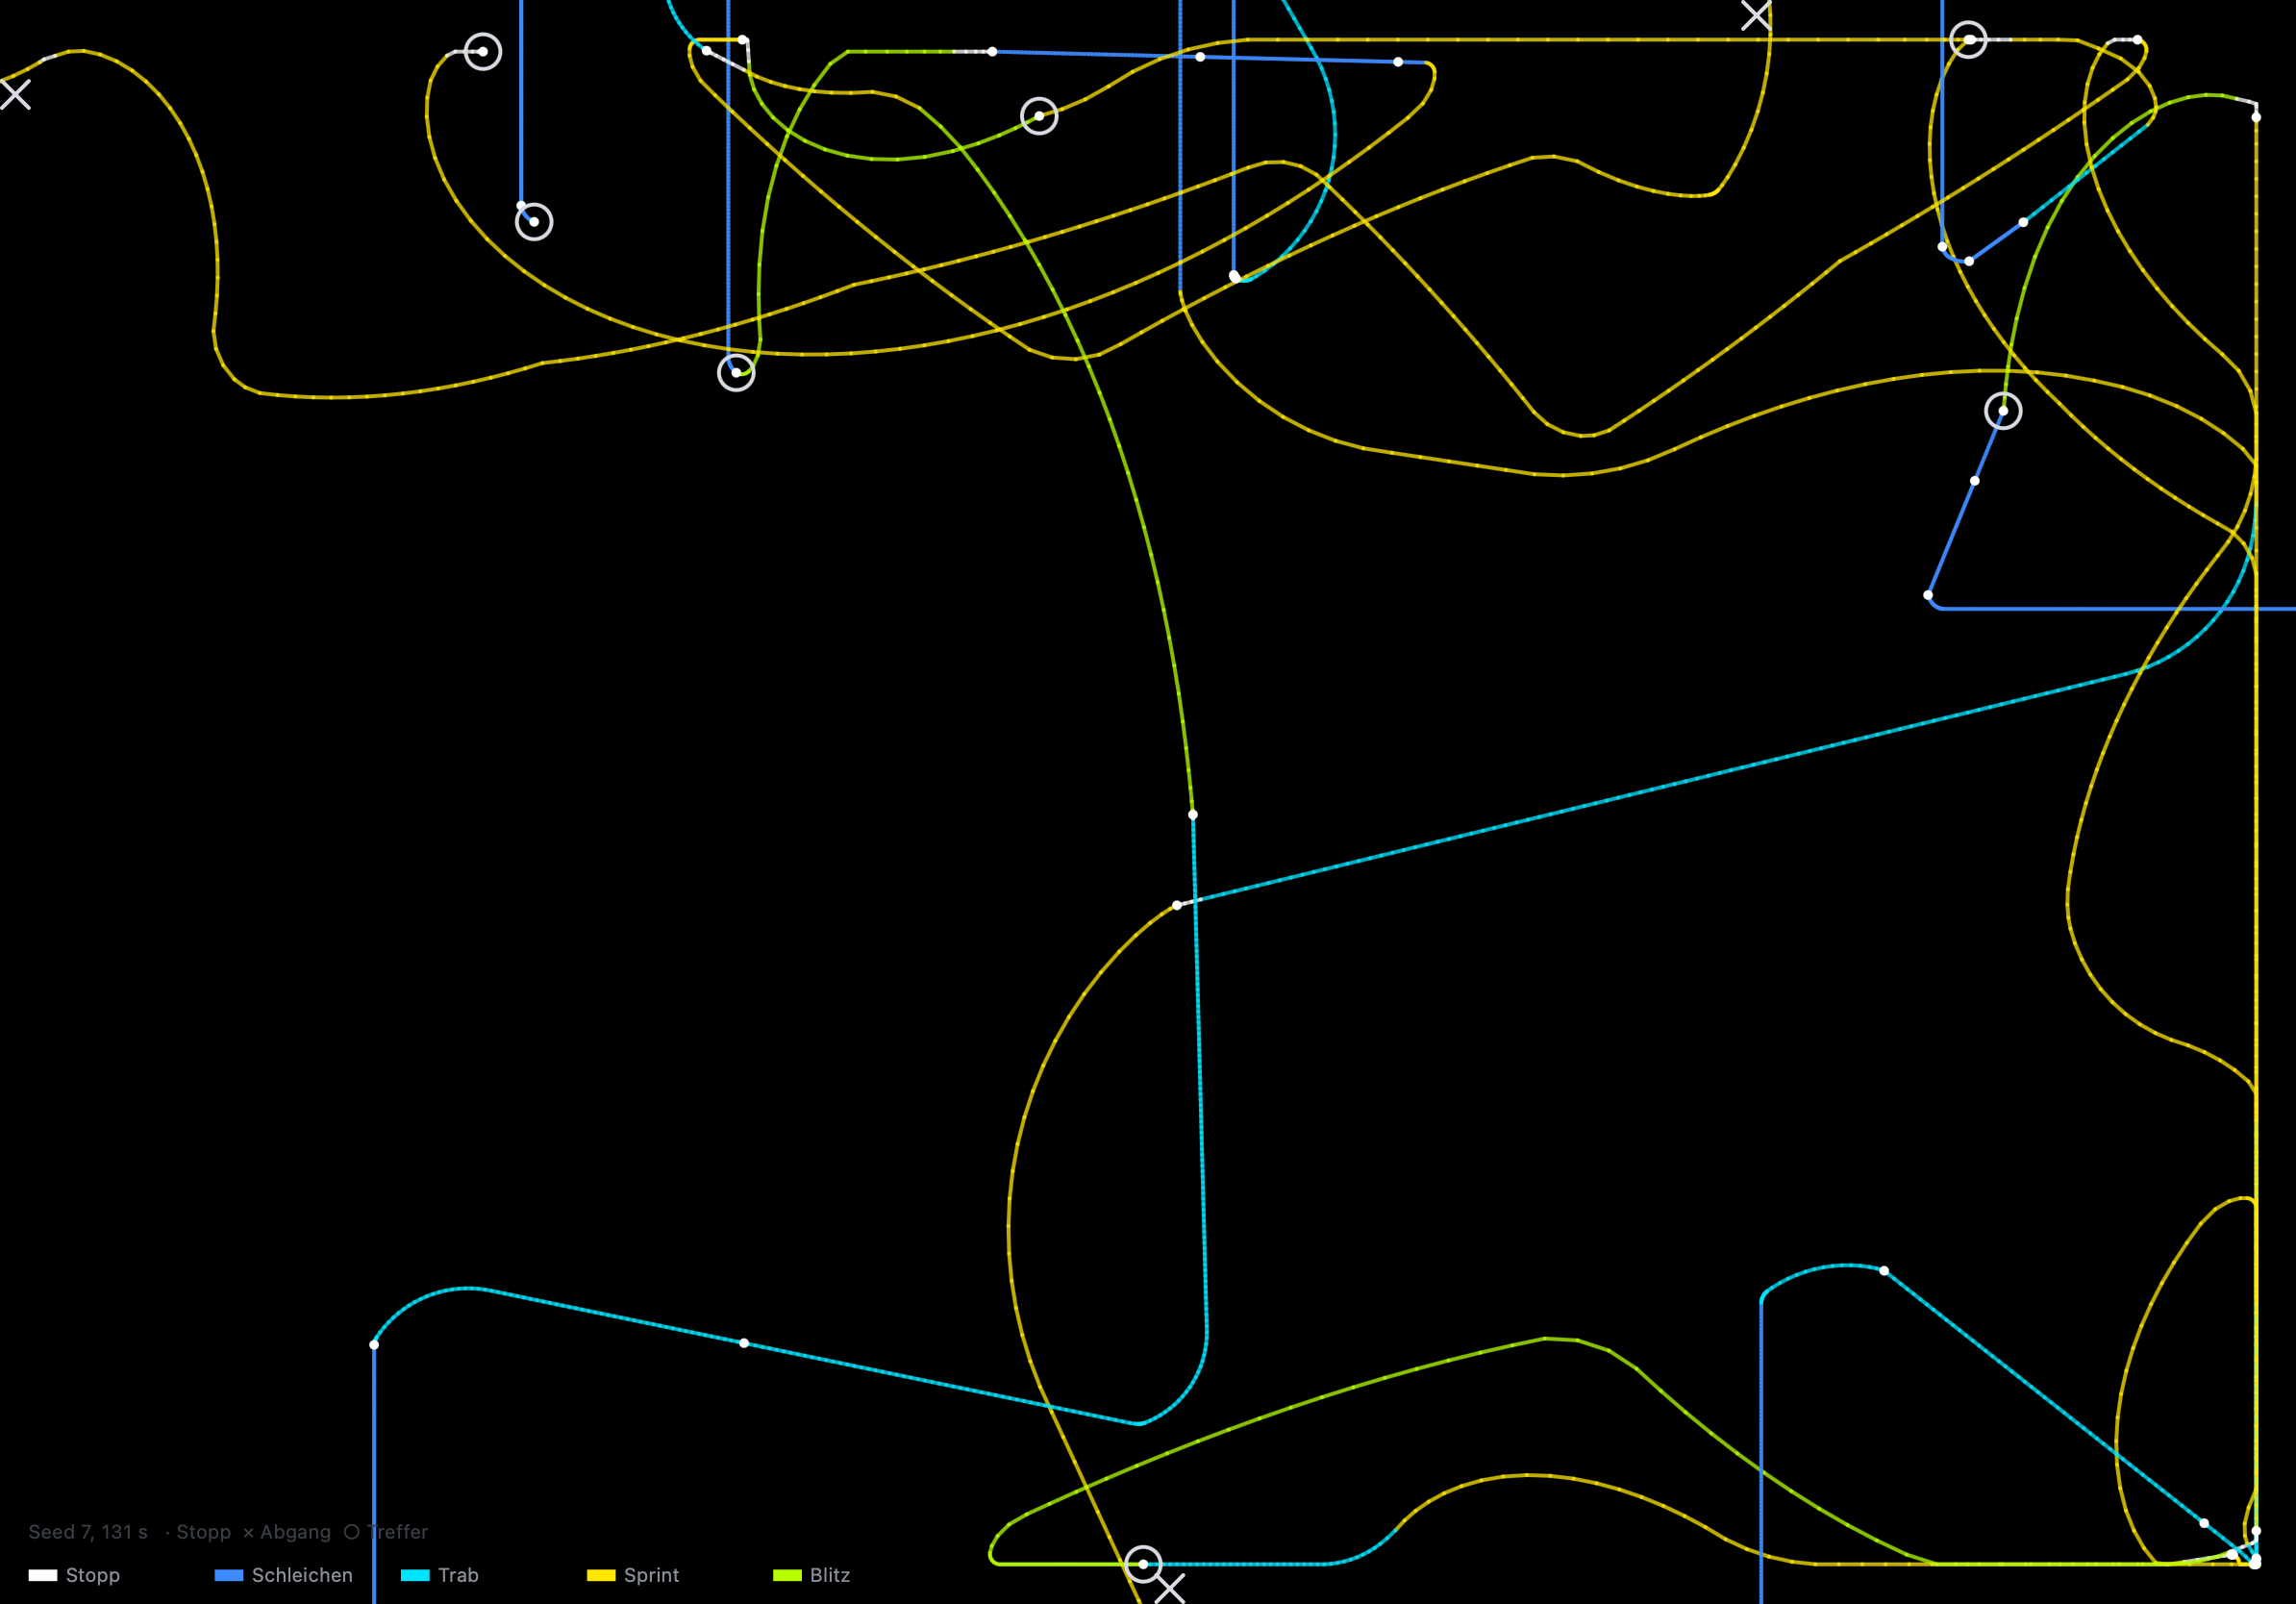 Seed 7, 131 s · Stopp × Abgang ○ Treffer
Stopp Schleichen Trab Sprint Blitz